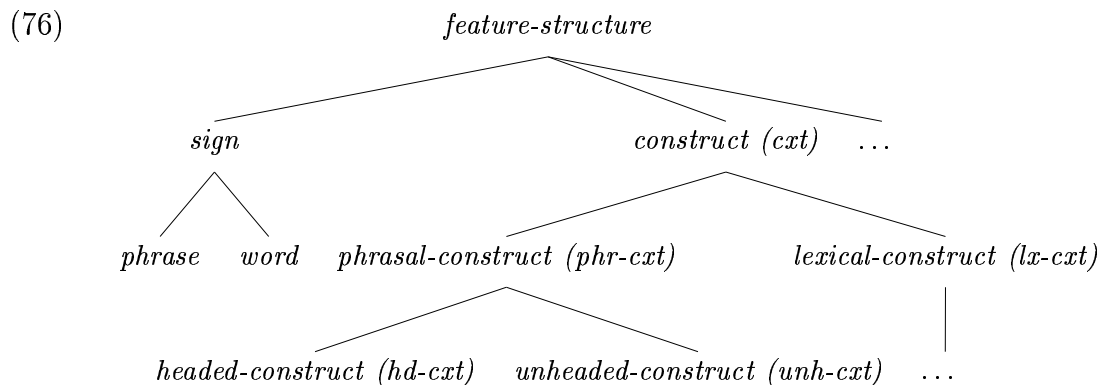 (76) feature-structure
sign construct (cxt) . . .
phrase word phrasal-construct (phr-cxt) lexical-construct (lx-cxt)
headed-construct (hd-cxt) unheaded-construct (unh-cxt) . . .